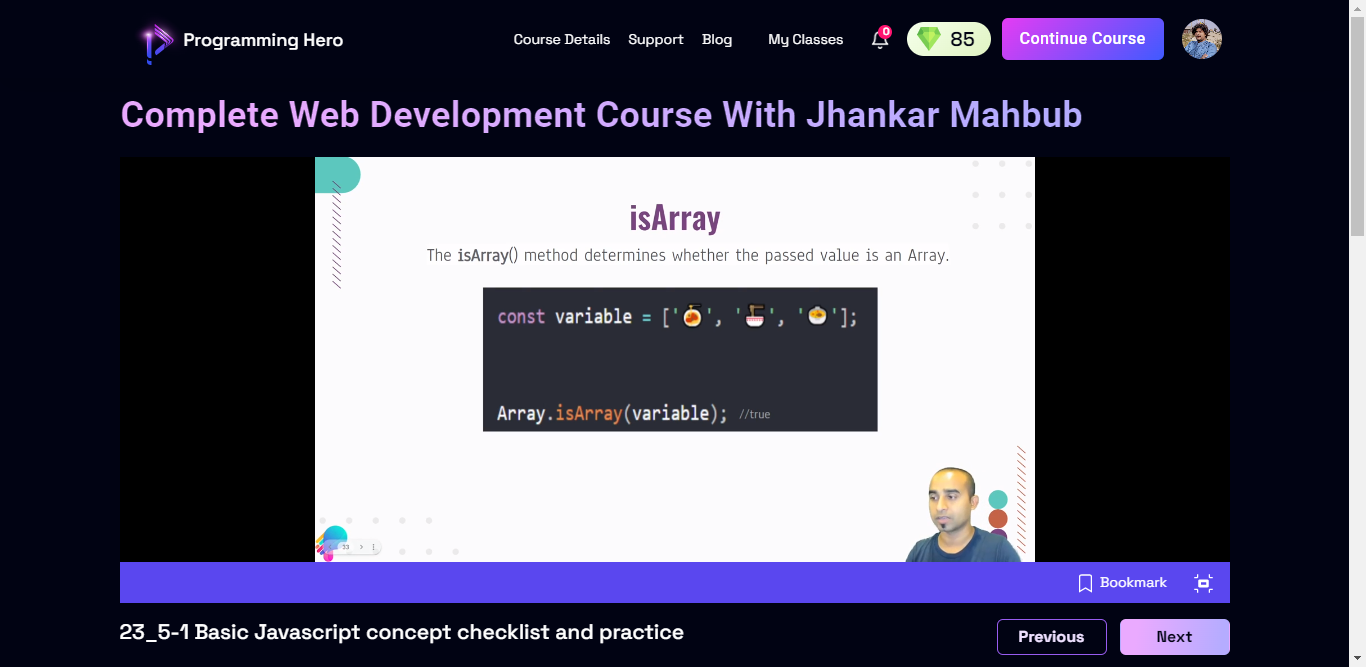 Programming Hero
Course Details Support Blog My Classes 0 85 Continue Course
Complete Web Development Course With Jhankar Mahbub
isArray
The isArray() method determines whether the passed value is an Array.
const variable = ['🍝', '🍜', '🍲'];
Array.isArray(variable); //true
33
Bookmark
23_5-1 Basic Javascript concept checklist and practice
Previous Next